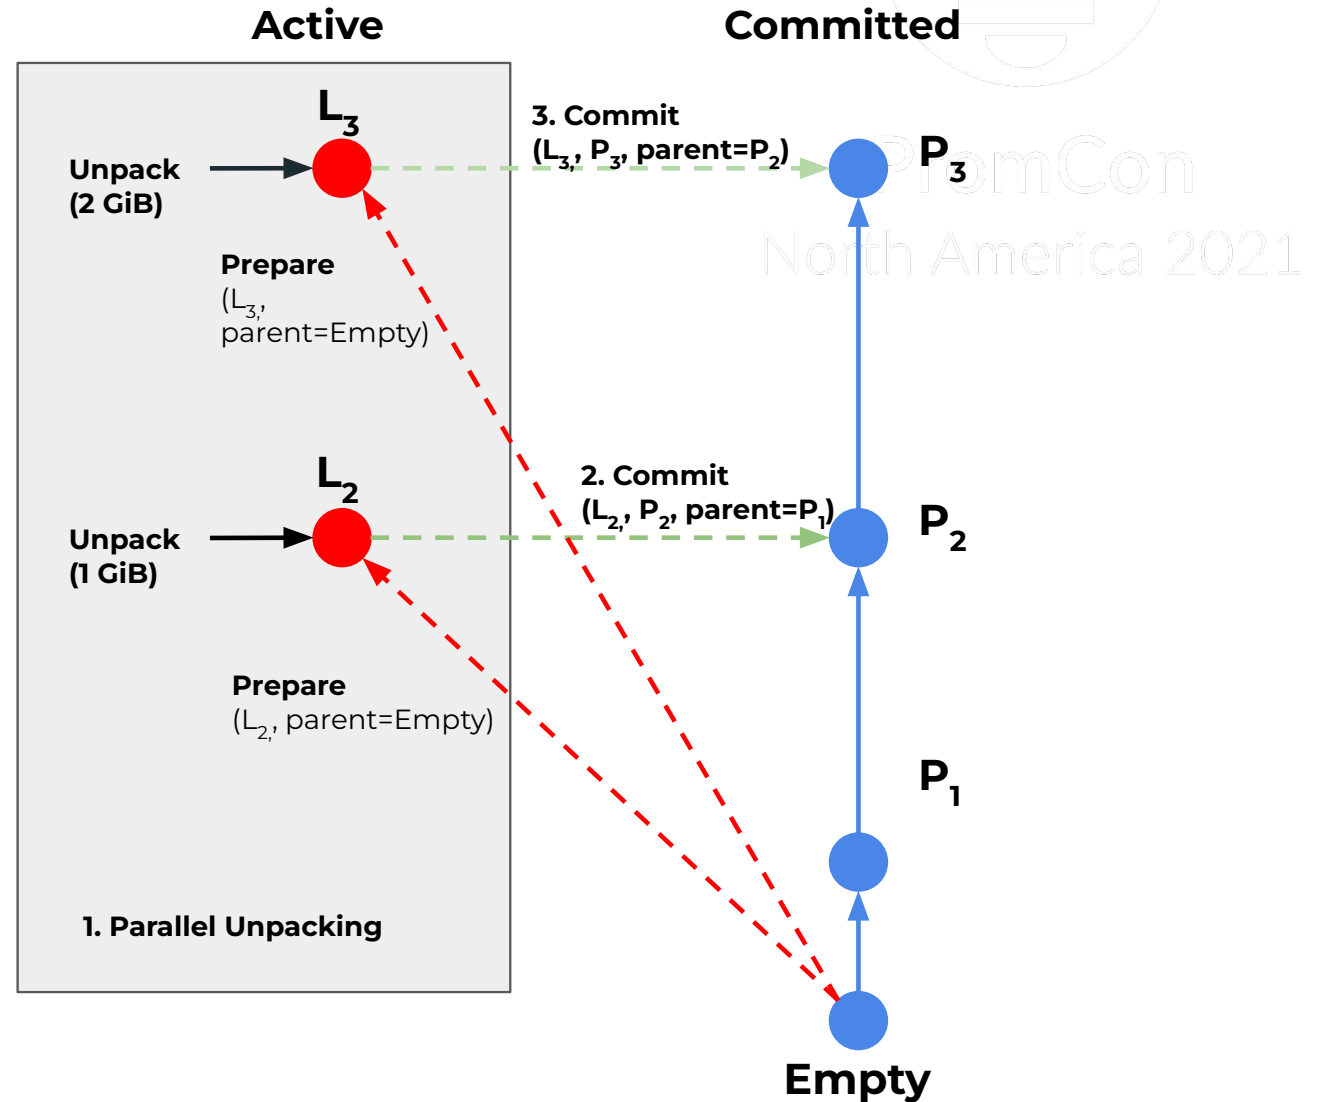 Active
Committed
L3
3. Commit
(L3,, P3, parent=P2)
P3
Unpack
(2 GiB)
PromCon
North America 2021
Prepare
(L3,,
parent=Empty)
L2
2. Commit
(L2,, P2, parent=P1)
P2
Unpack
(1 GiB)
Prepare
(L2,, parent=Empty)
P1
1. Parallel Unpacking
Empty